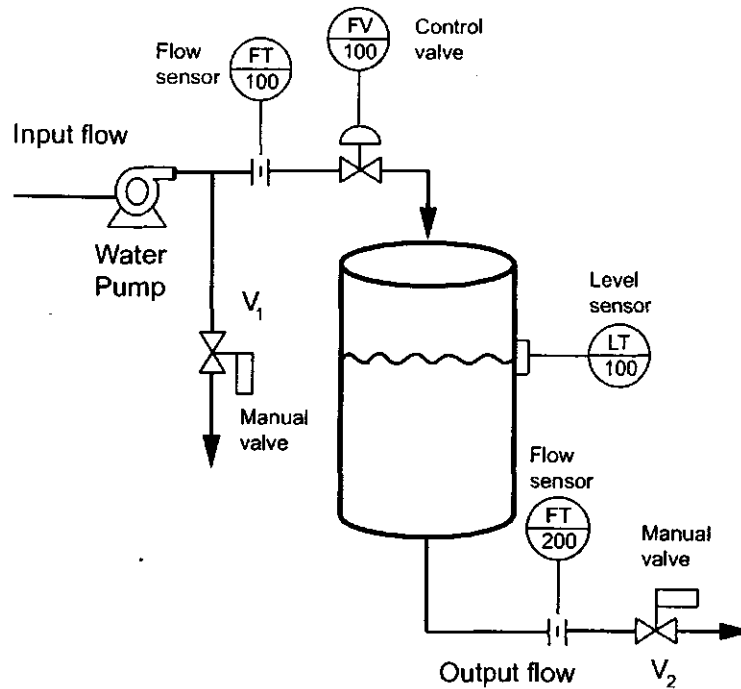 Flow
sensor
FT
100
FV
100
Control
valve
Input flow
Water
Pump
V1
Manual
valve
Level
sensor
LT
100
Flow
sensor
FT
200
Manual
valve
Output flow
V2